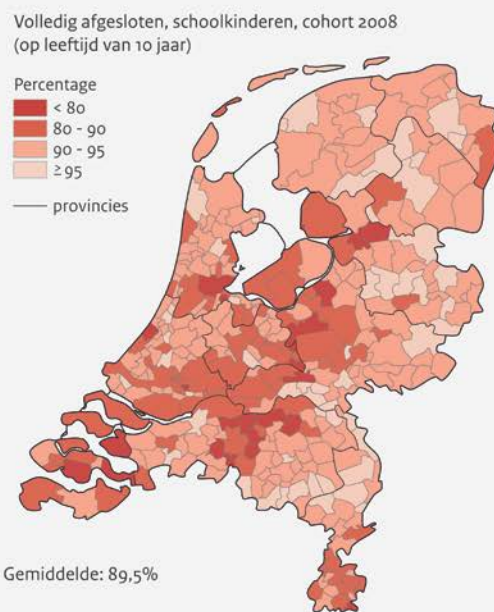 Volledig afgesloten, schoolkinderen, cohort 2008
(op leeftijd van 10 jaar)
Percentage
< 80
80 - 90
90 - 95
≥ 95
provincies
Gemiddelde: 89,5%